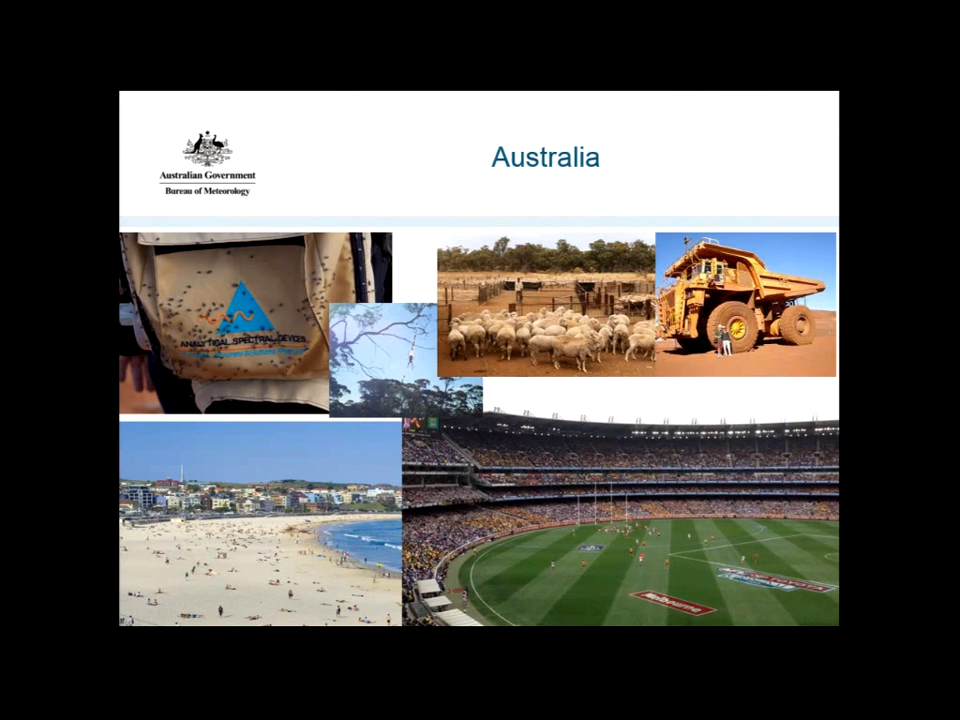 Australia
Australian Government
Bureau of Meteorology
ANALYTICAL SPECTRAL DEVICES
Melbourne